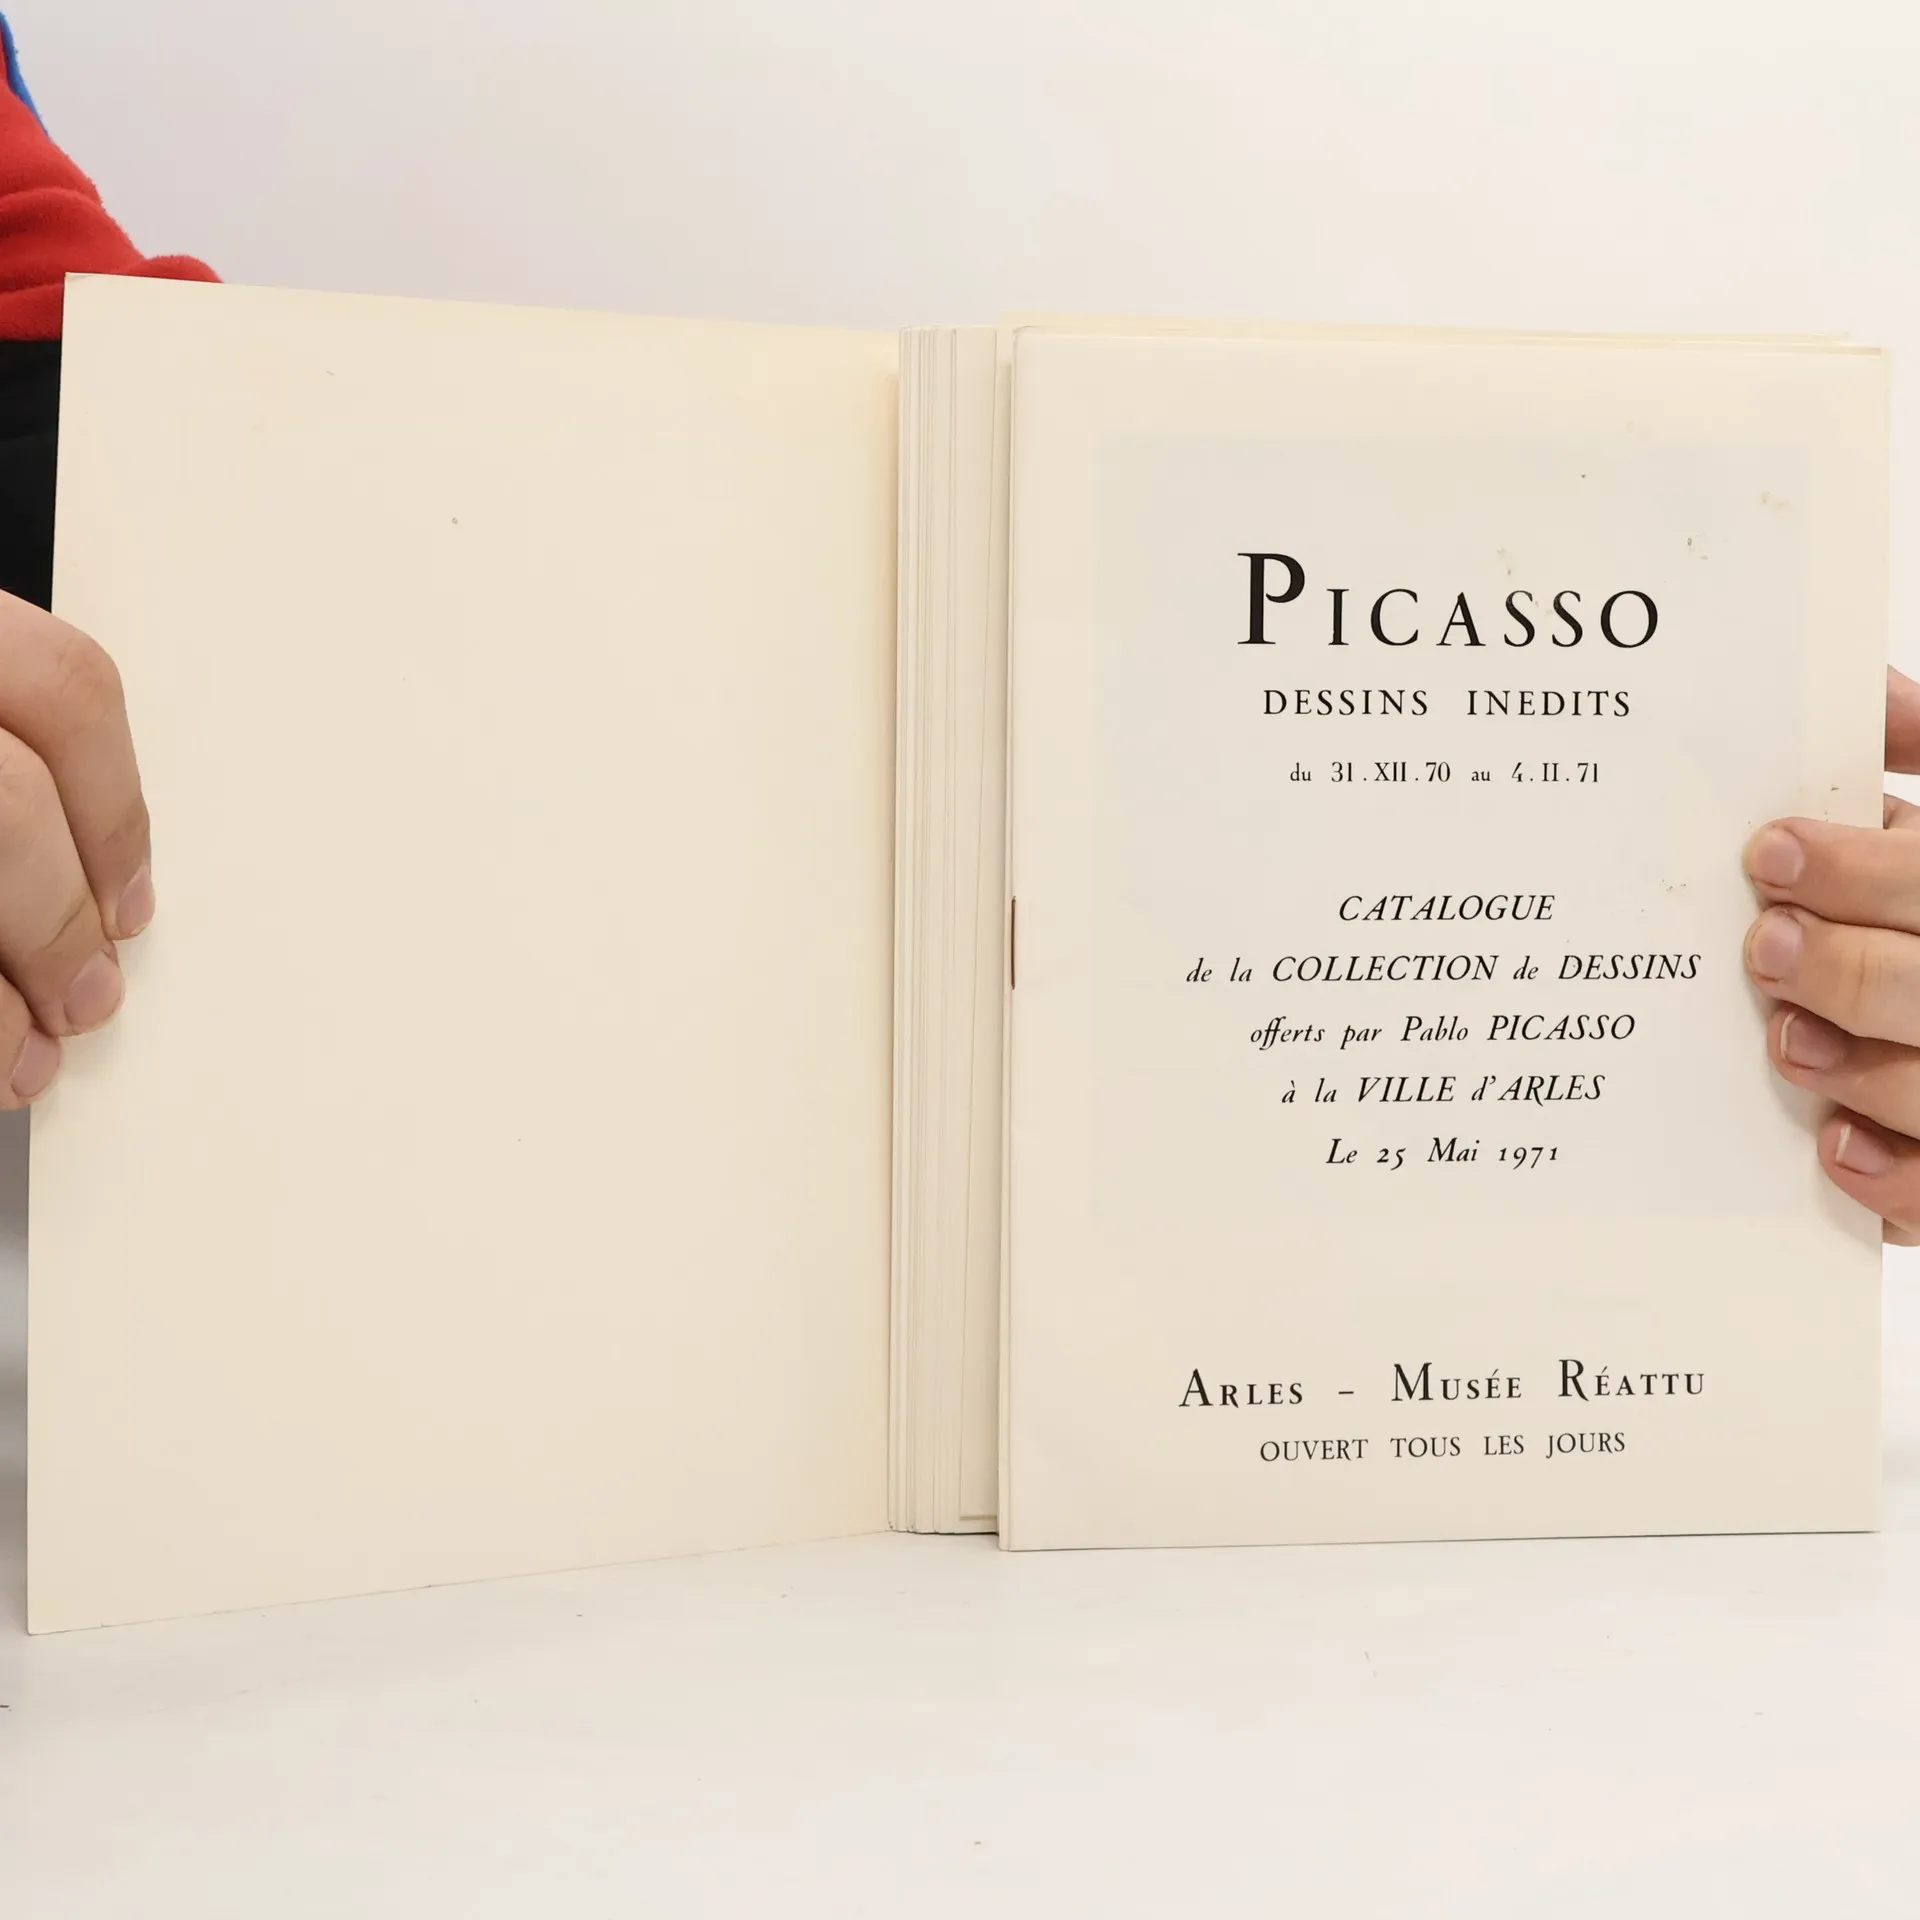 PICASSO
DESSINS INEDITS
du 31.XII.70 au 4.II.71
CATALOGUE
de la COLLECTION de DESSINS
offerts par Pablo PICASSO
à la VILLE d'ARLES
Le 25 Mai 1971
ARLES - MUSÉE RÉATTU
OUVERT TOUS LES JOURS